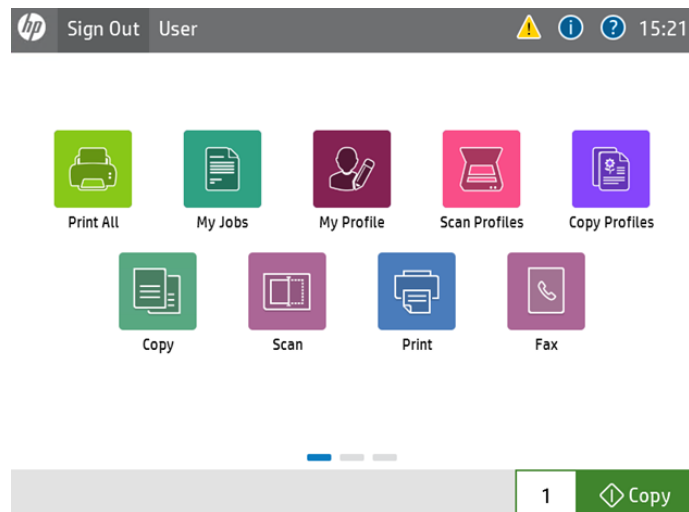 hp Sign Out User 15:21
Print All My Jobs My Profile Scan Profiles Copy Profiles
Copy Scan Print Fax
1 Copy